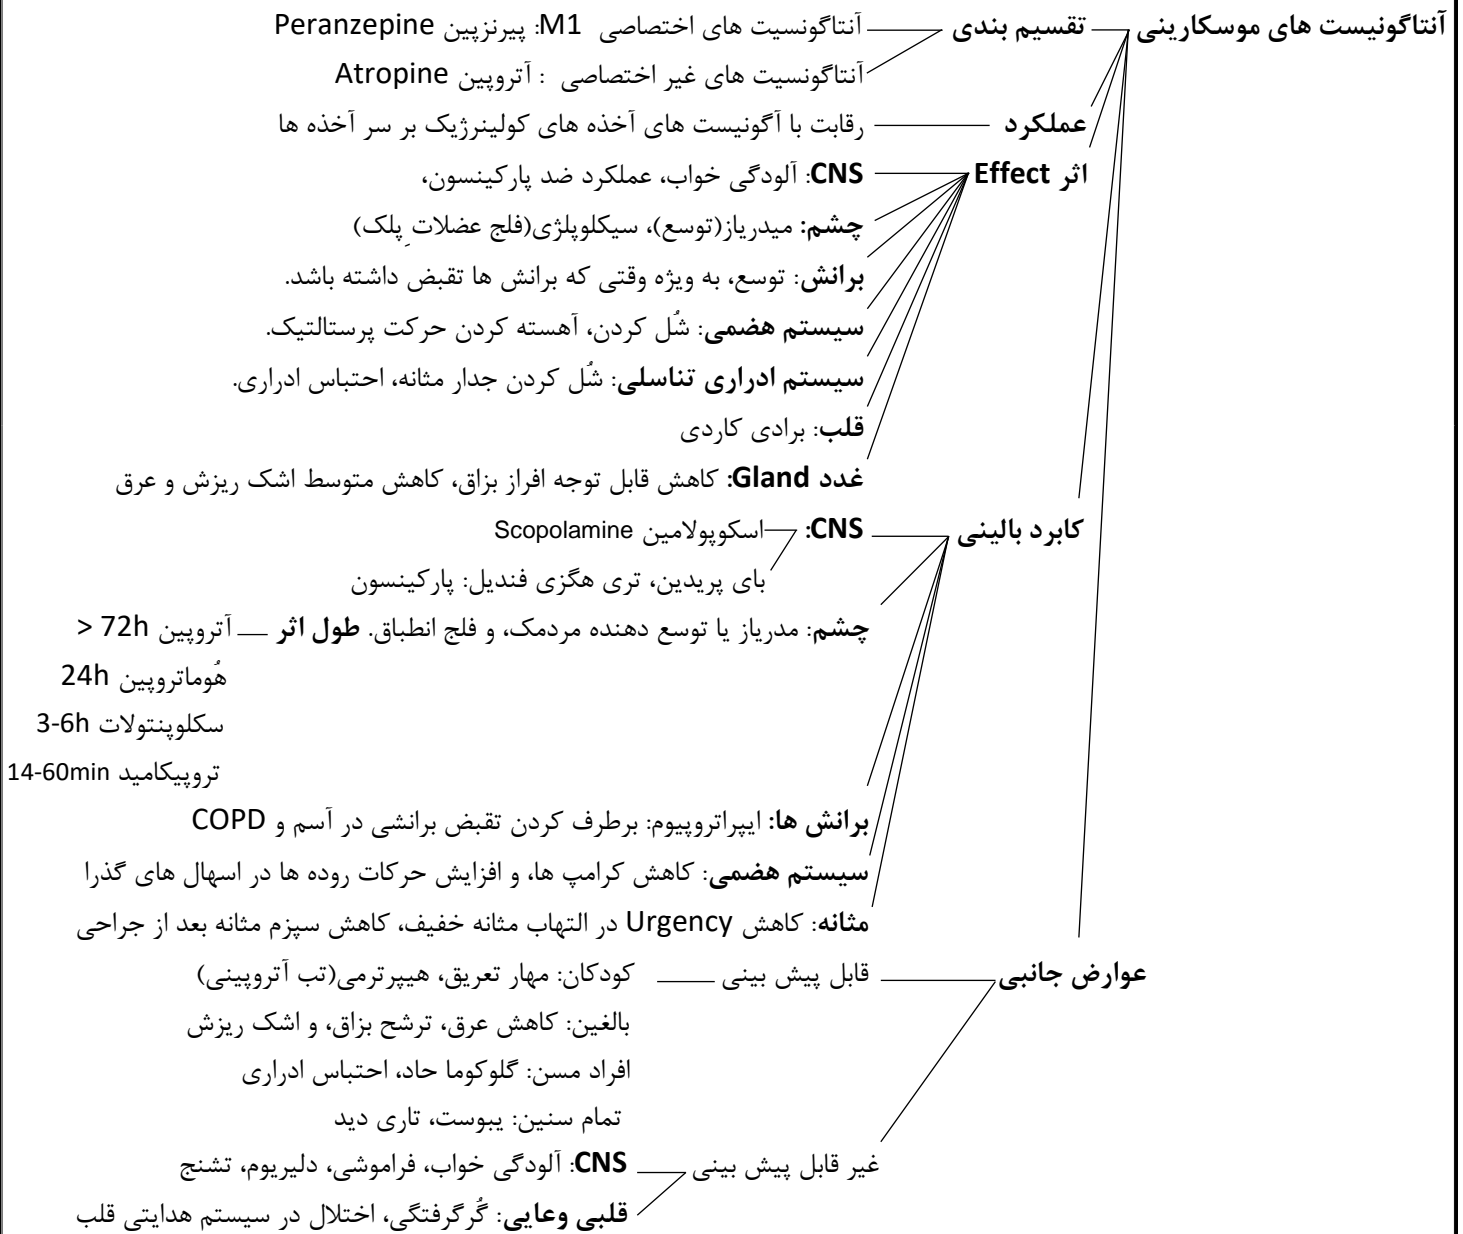 آنتاگونیست های موسکارینی تقسیم بندی آنتاگونسیت های اختصاصی M1: پیرنزپین Peranzepine
آنتاگونسیت های غیر اختصاصی : آتروپین Atropine
عملکرد رقابت با آگونیست های آخذه های کولینرژیک بر سر آخذه ها
اثر Effect CNS: آلودگی خواب، عملکرد ضد پارکینسون،
چشم: میدریاز(توسع)، سیکلوپلژی(فلج عضلات ِپلک)
برانش: توسع، به ویژه وقتی که برانش ها تقبض داشته باشد.
سیستم هضمی: شُل کردن، آهسته کردن حرکت پرستالتیک.
سیستم ادراری تناسلی: شُل کردن جدار مثانه، احتباس ادراری.
قلب: برادی کاردی
غدد Gland: کاهش قابل توجه افراز بزاق، کاهش متوسط اشک ریزش و عرق
کابرد بالینی CNS: اسکوپولامین Scopolamine
بای پریدین، تری هگزی فندیل: پارکینسون
چشم: مدریاز یا توسع دهنده مردمک، و فلج انطباق. طول اثر آتروپین 72h <
هُوماتروپین 24h
سکلوپنتولات 3-6h
تروپیکامید 14-60min
برانش ها: ایپراتروپیوم: برطرف کردن تقبض برانشی در آسم و COPD
سیستم هضمی: کاهش کرامپ ها، و افزایش حرکات روده ها در اسهال های گذرا
مثانه: کاهش Urgency در التهاب مثانه خفیف، کاهش سپزم مثانه بعد از جراحی
عوارض جانبی قابل پیش بینی کودکان: مهار تعریق، هیپرترمی(تب آتروپینی)
بالغین: کاهش عرق، ترشح بزاق، و اشک ریزش
افراد مسن: گلوکوما حاد، احتباس ادراری
تمام سنین: یبوست، تاری دید
غیر قابل پیش بینی CNS: آلودگی خواب، فراموشی، دلیریوم، تشنج
قلبی وعایی: گُرگرفتگی، اختلال در سیستم هدایتی قلب